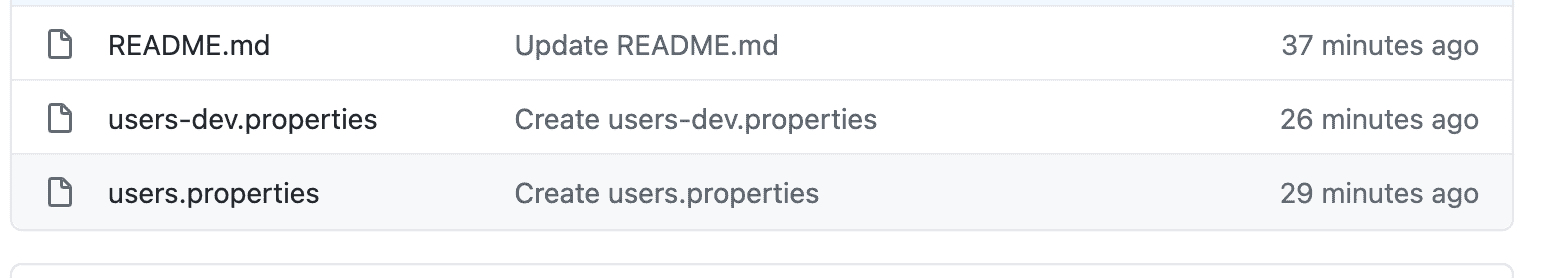 README.md Update README.md 37 minutes ago
users-dev.properties Create users-dev.properties 26 minutes ago
users.properties Create users.properties 29 minutes ago